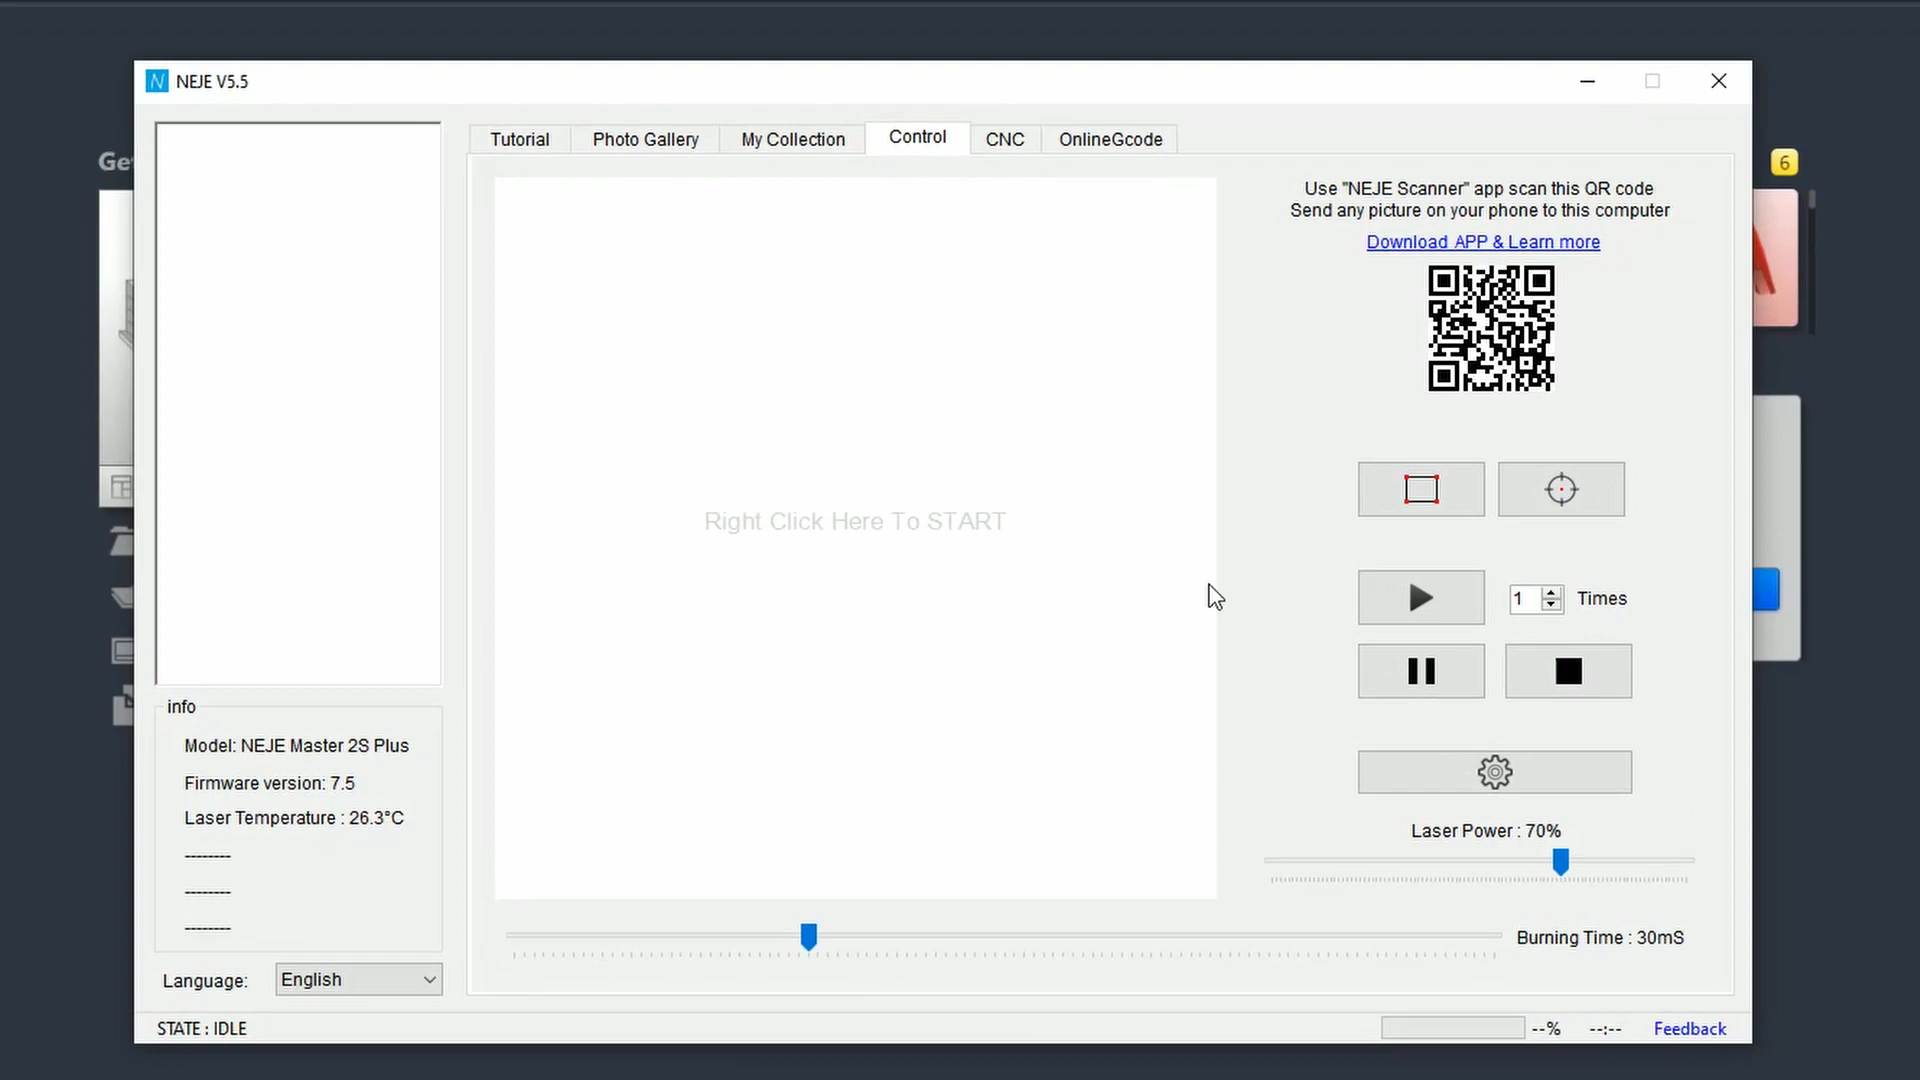 NEJE V5.5
Ge
Tutorial
Photo Gallery
My Collection
Control
CNC
OnlineGcode
6
Use "NEJE Scanner" app scan this QR code
Send any picture on your phone to this computer
Download APP & Learn more
Right Click Here To START
1
Times
info
Model: NEJE Master 2S Plus
Firmware version: 7.5
Laser Temperature : 26.3°C
--------
--------
--------
Laser Power : 70%
Burning Time : 30mS
Language:
English
STATE : IDLE
--%
--:--
Feedback